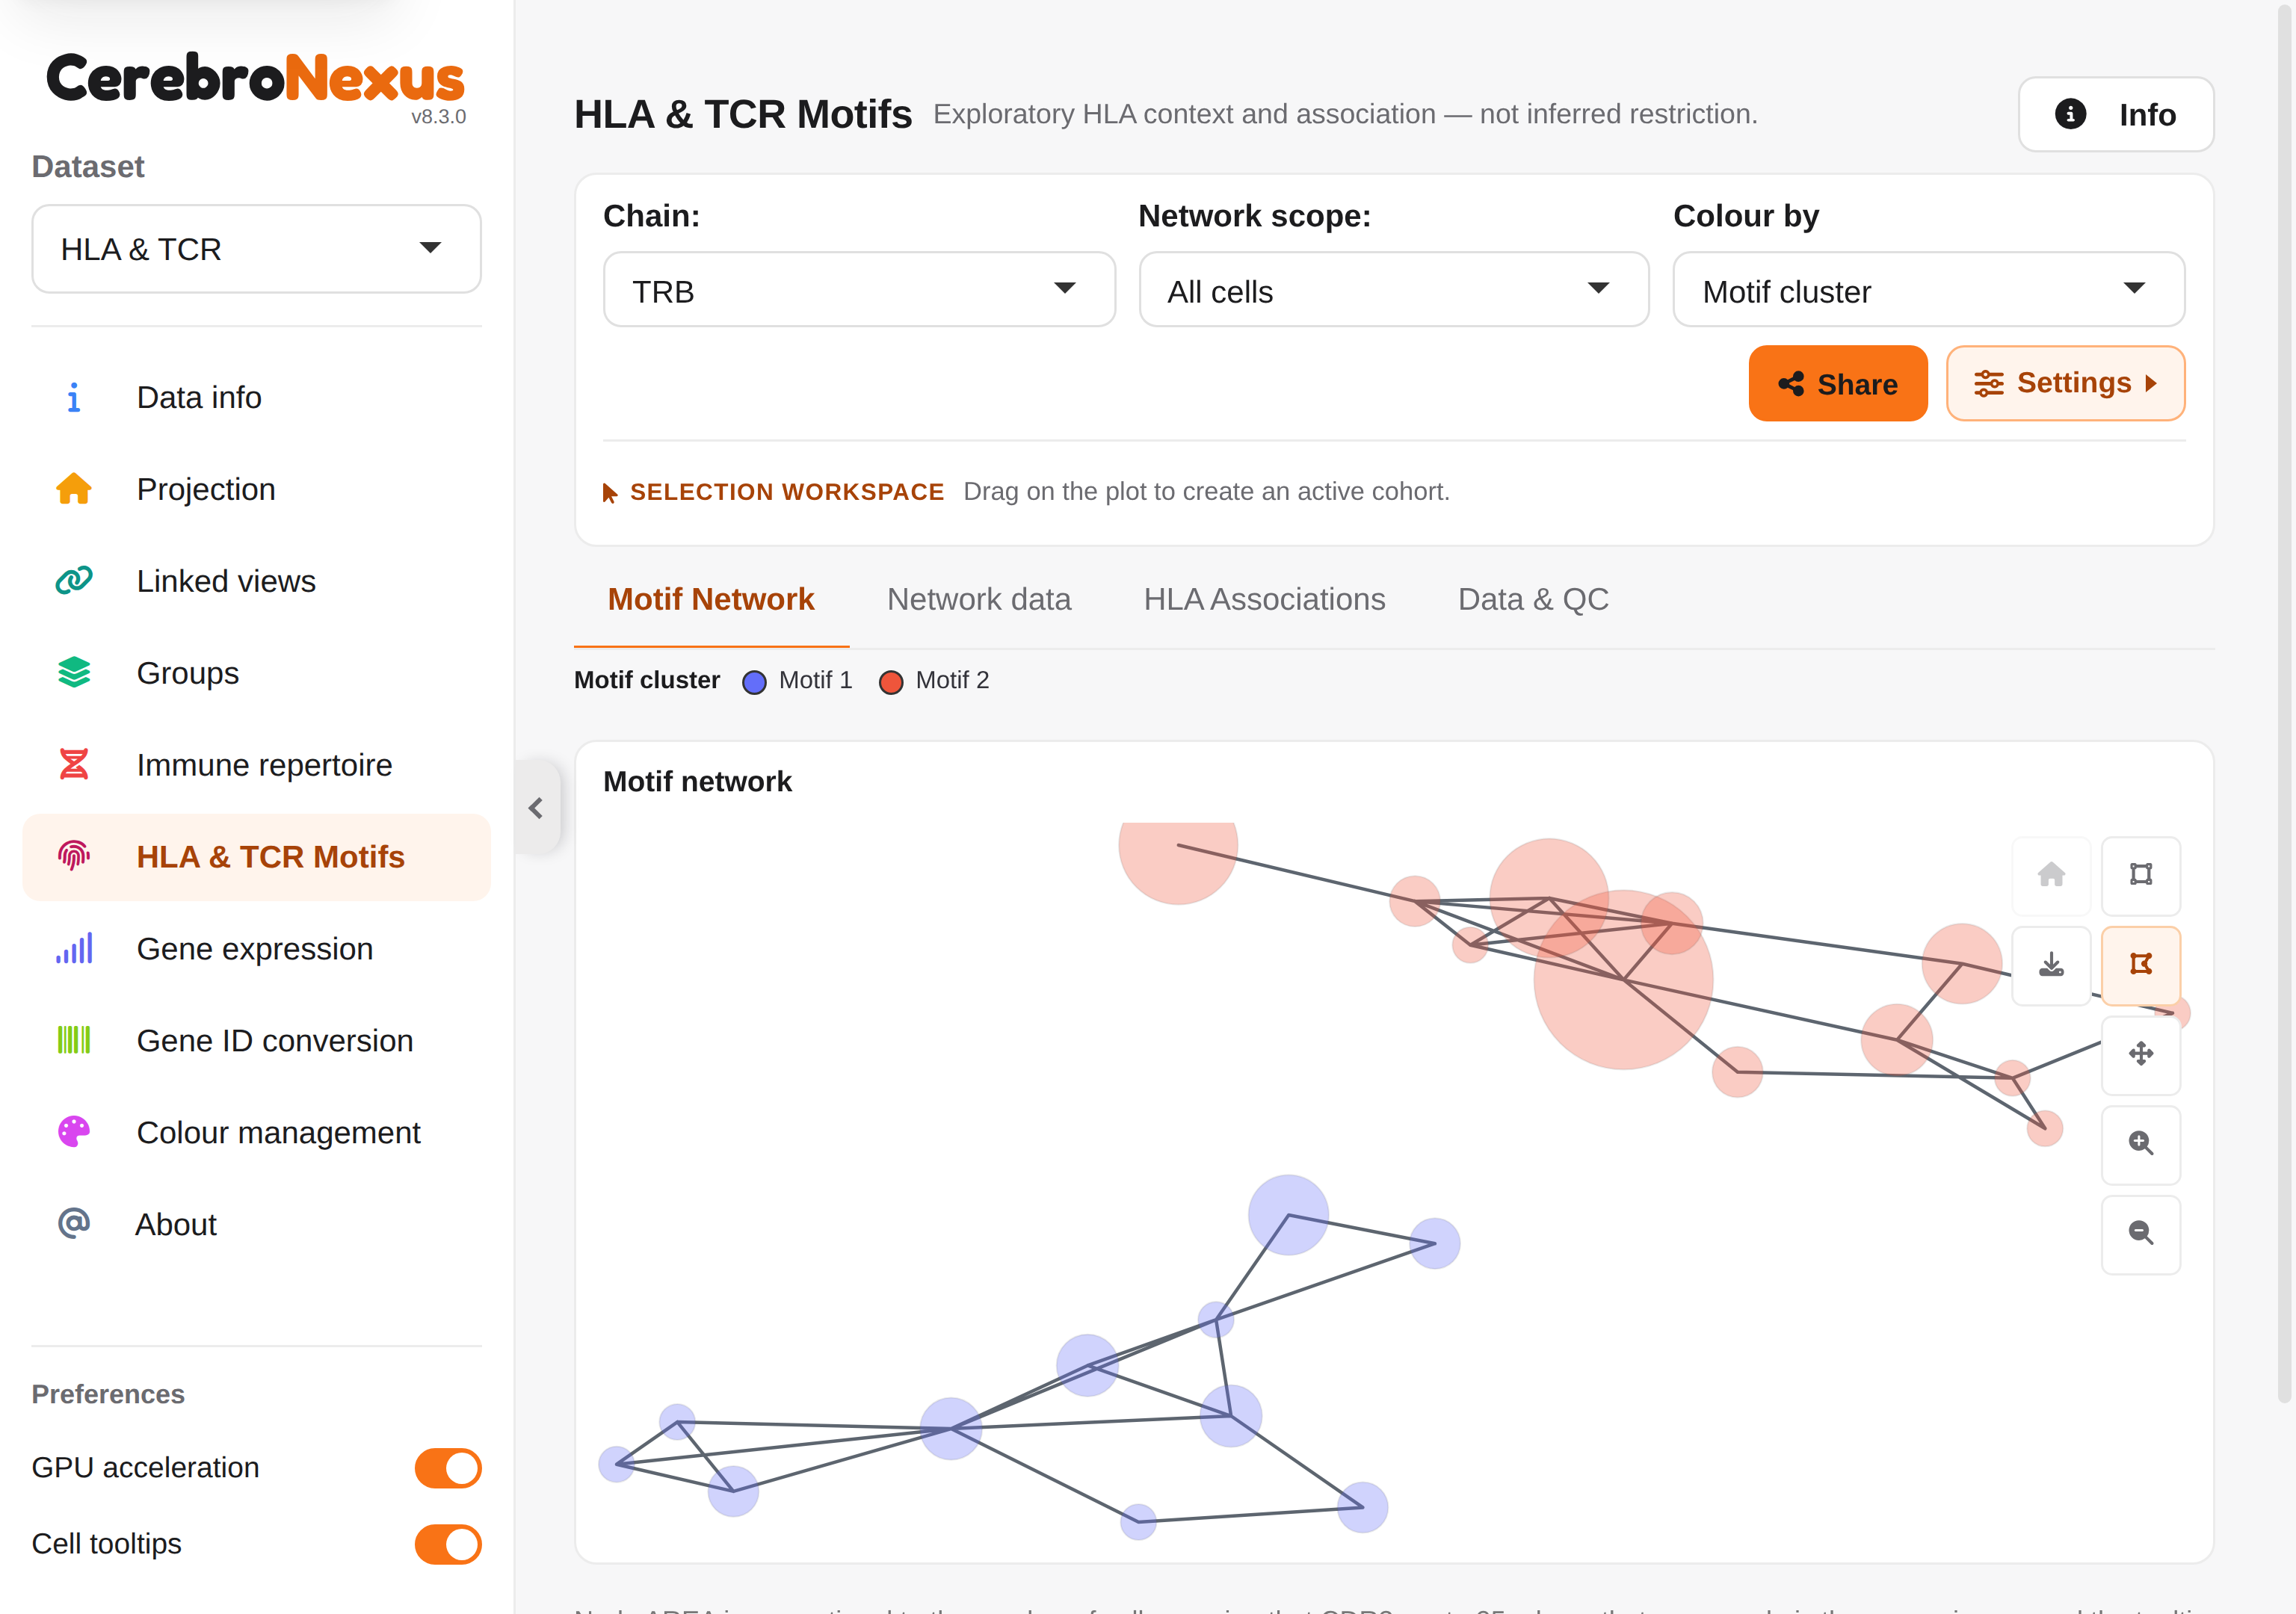 CerebroNexus
v8.3.0
Dataset
HLA & TCR
Data info
Projection
Linked views
Groups
Immune repertoire
HLA & TCR Motifs
Gene expression
Gene ID conversion
Colour management
About
Preferences
GPU acceleration
Cell tooltips
HLA & TCR Motifs Exploratory HLA context and association — not inferred restriction.
Info
Chain: Network scope: Colour by
TRB All cells Motif cluster
Share Settings
SELECTION WORKSPACE Drag on the plot to create an active cohort.
Motif Network Network data HLA Associations Data & QC
Motif cluster Motif 1 Motif 2
Motif network